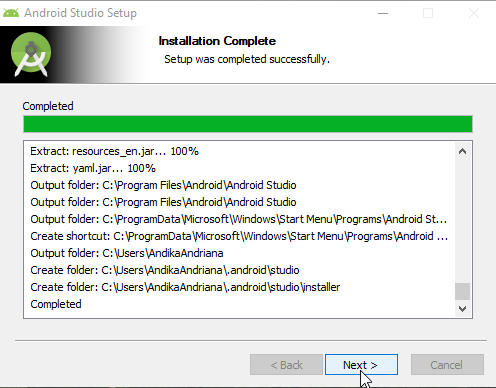 Android Studio Setup
Installation Complete
Setup was completed successfully.
Completed
Extract: resources_en.jar... 100%
Extract: yaml.jar... 100%
Output folder: C:\Program Files\Android\Android Studio
Output folder: C:\Program Files\Android\Android Studio
Output folder: C:\ProgramData\Microsoft\Windows\Start Menu\Programs\Android St...
Create shortcut: C:\ProgramData\Microsoft\Windows\Start Menu\Programs\Android ...
Output folder: C:\Users\AndikaAndriana
Create folder: C:\Users\AndikaAndriana\.android\studio
Create folder: C:\Users\AndikaAndriana\.android\studio\installer
Completed
< Back
Next >
Cancel